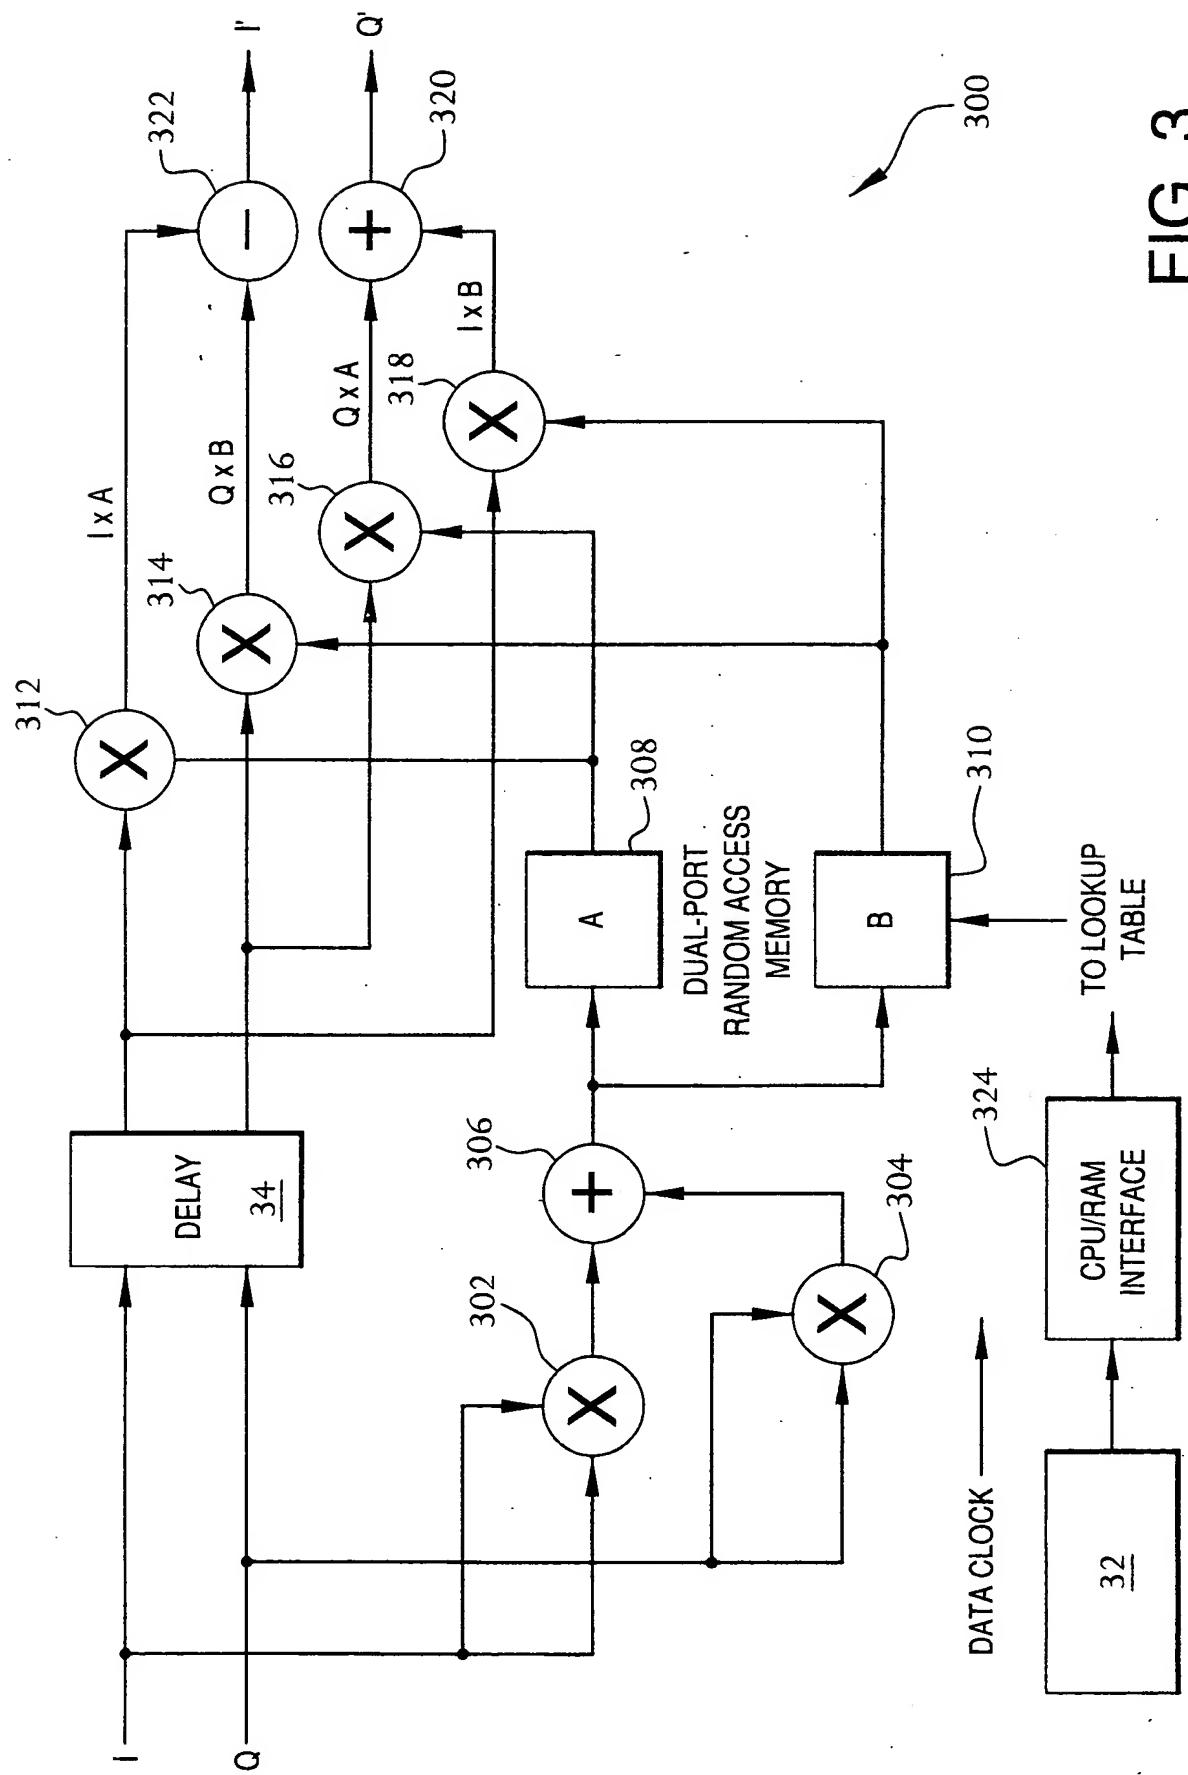 I
Q
DELAY
34
312
I x A
314
Q x B
316
Q x A
318
I x B
322
I'
Q'
320
302
304
306
A
308
DUAL-PORT
RANDOM ACCESS
MEMORY
B
310
TO LOOKUP
TABLE
DATA CLOCK
32
CPU/RAM
INTERFACE
324
300
FIG. 3